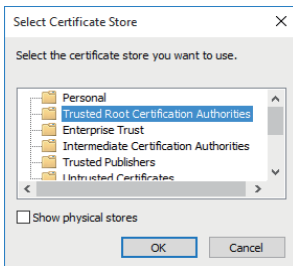 Select Certificate Store
Select the certificate store you want to use.
Personal
Trusted Root Certification Authorities
Enterprise Trust
Intermediate Certification Authorities
Trusted Publishers
Untrusted Certificates
Show physical stores
OK
Cancel